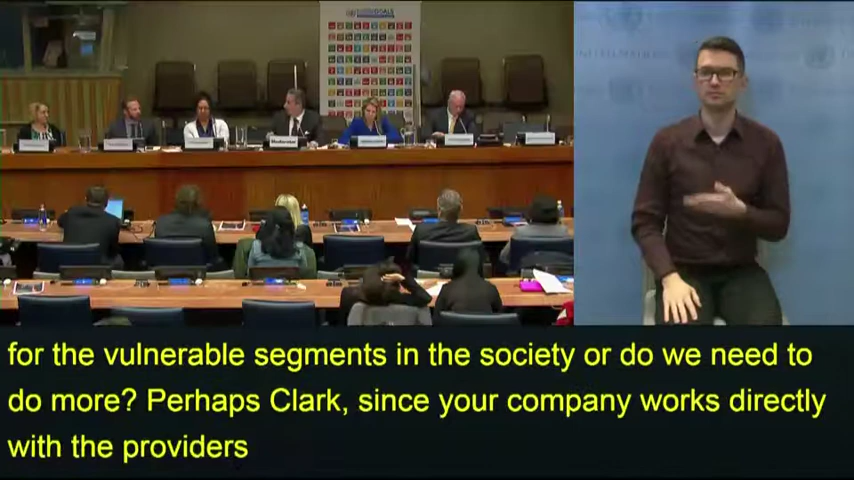 Moderator
for the vulnerable segments in the society or do we need to
do more? Perhaps Clark, since your company works directly
with the providers